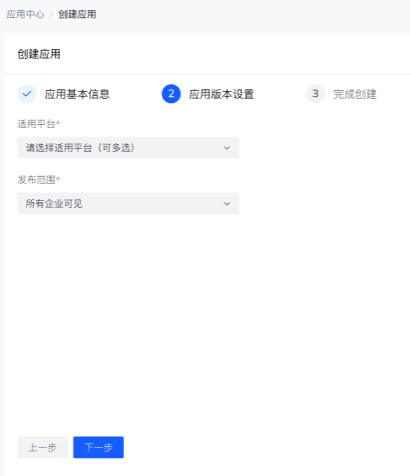 应用中心 / 创建应用
创建应用
应用基本信息 2 应用版本设置 3 完成创建
适用平台*
请选择适用平台（可多选）
发布范围*
所有企业可见
上一步 下一步